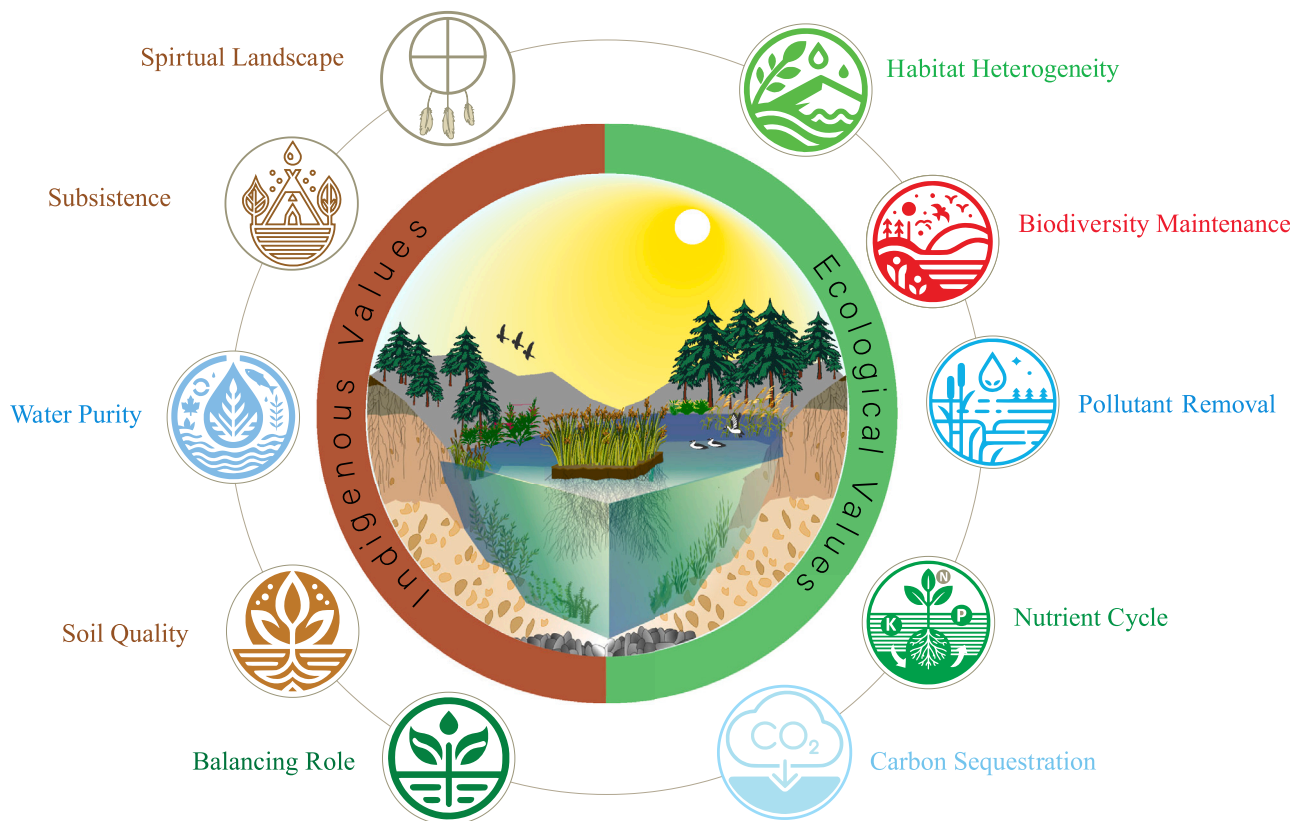 Spirtual Landscape
Habitat Heterogeneity
Subsistence
Biodiversity Maintenance
Indigenous Values
Ecological Values
Water Purity
Pollutant Removal
Soil Quality
Nutrient Cycle
N
K
P
Balancing Role
CO₂
Carbon Sequestration